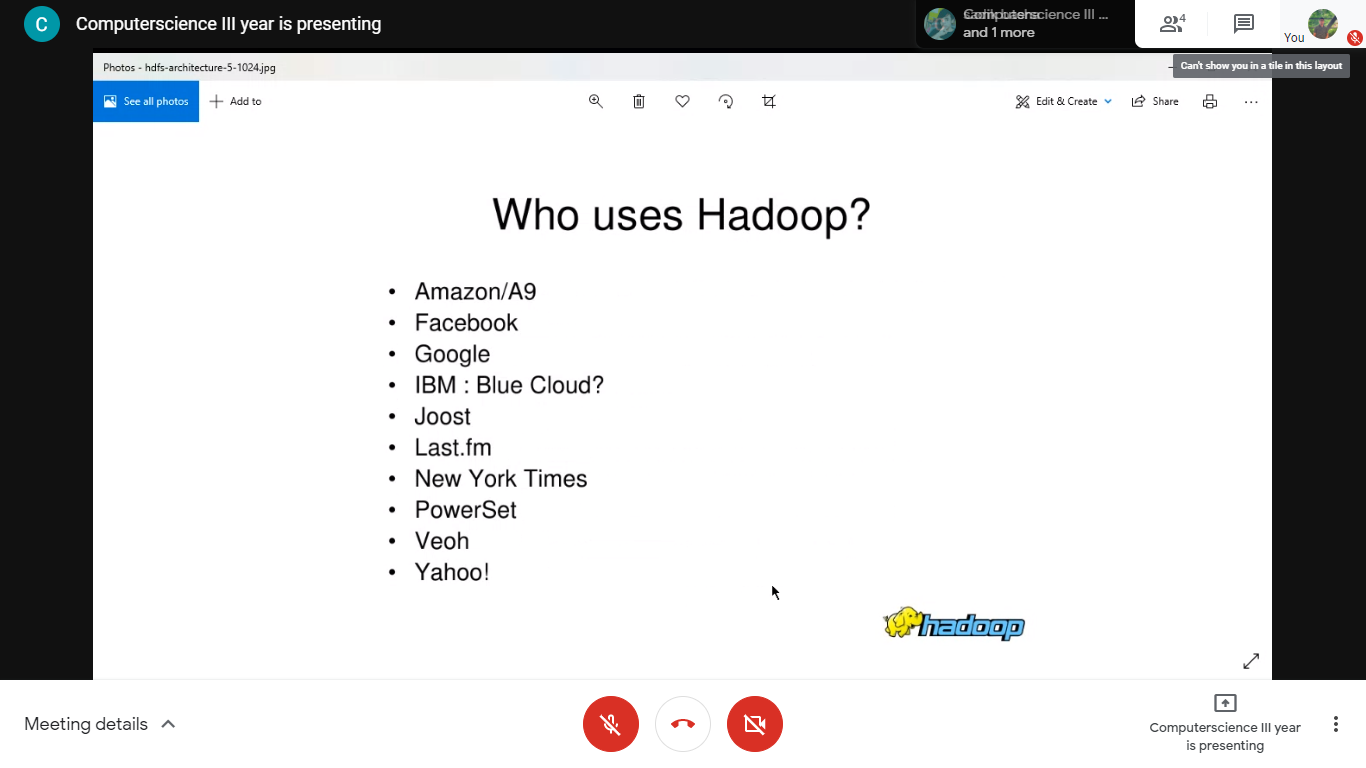 C
Computerscience III year is presenting
Computerscience III ...
and 1 more
4
You
Can't show you in a tile in this layout
Photos - hdfs-architecture-5-1024.jpg
See all photos
Add to
Edit & Create
Share
Who uses Hadoop?
• Amazon/A9
• Facebook
• Google
• IBM : Blue Cloud?
• Joost
• Last.fm
• New York Times
• PowerSet
• Veoh
• Yahoo!
hadoop
Meeting details
Computerscience III year
is presenting